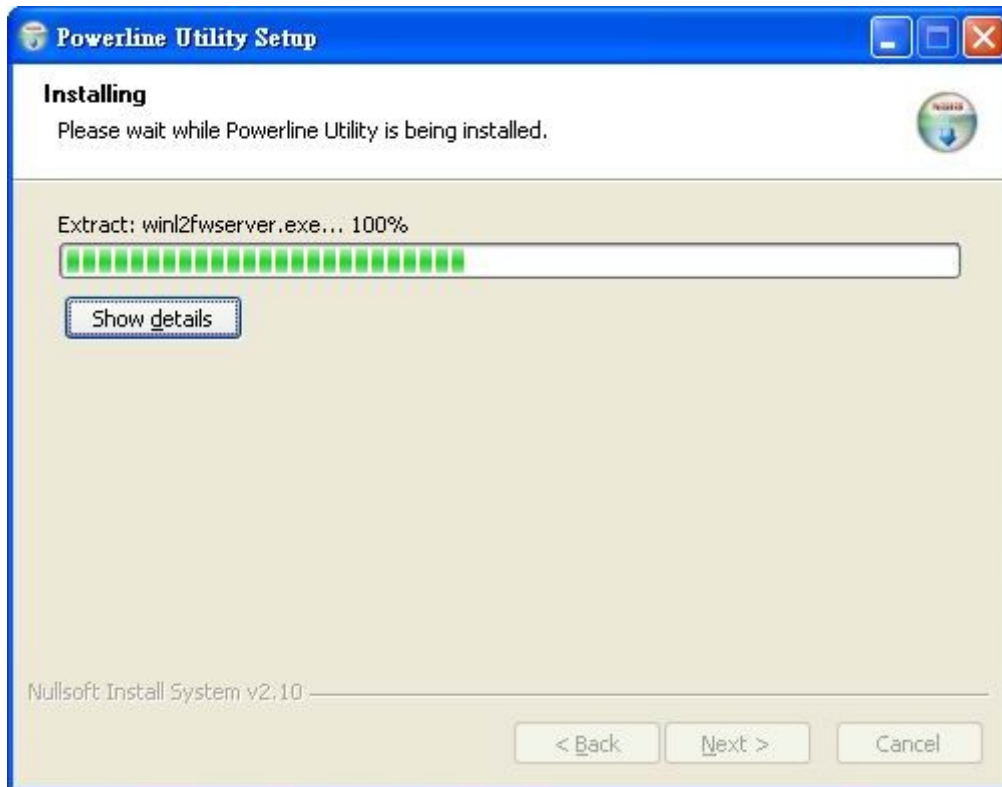 Powerline Utility Setup
Installing
Please wait while Powerline Utility is being installed.
Extract: winl2fwserver.exe... 100%
Show details
Nullsoft Install System v2.10
< Back
Next >
Cancel